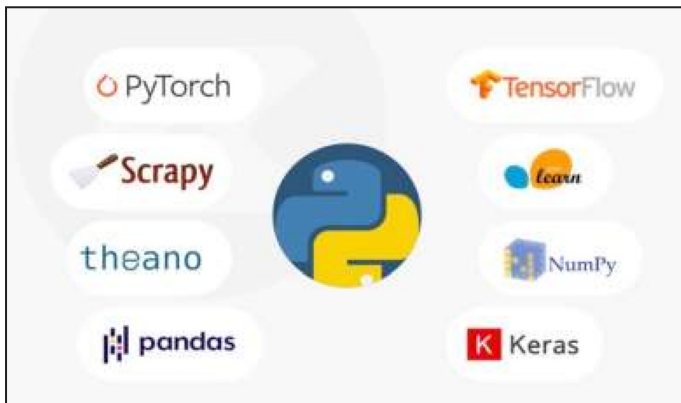 PyTorch
TensorFlow
Scrapy
learn
theano
NumPy
pandas
K Keras